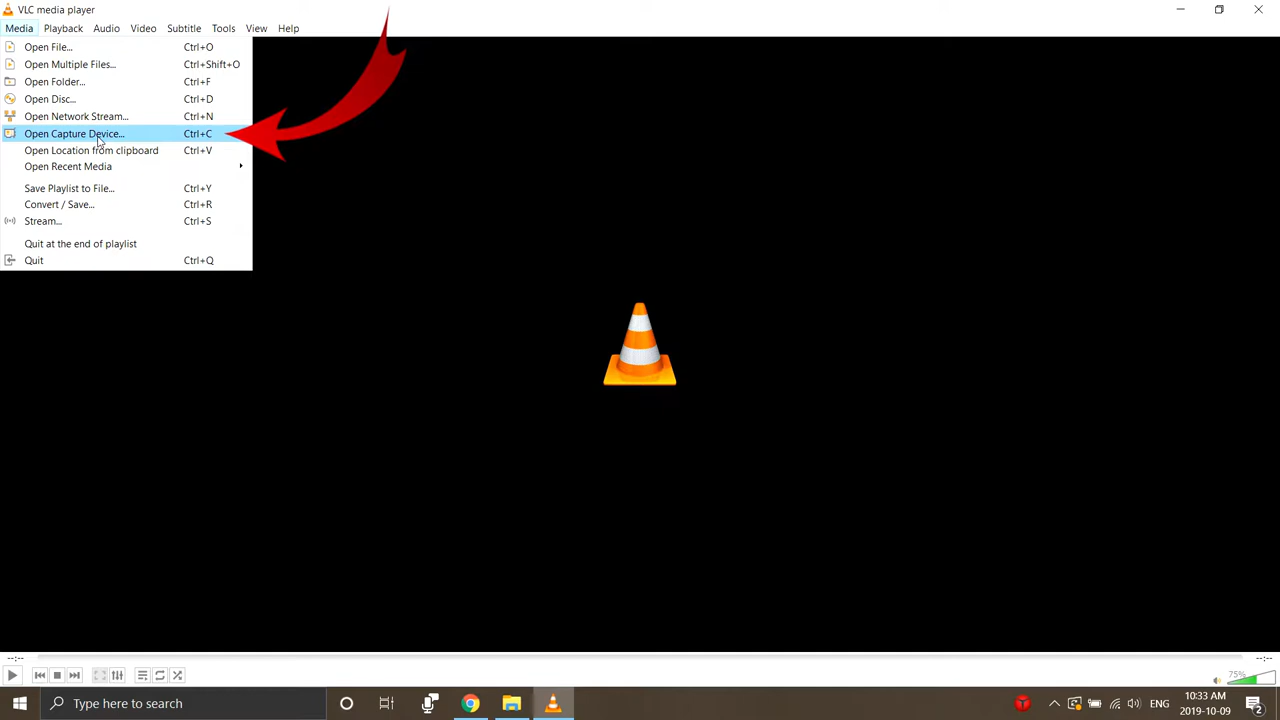 VLC media player
Media Playback Audio Video Subtitle Tools View Help
Open File... Ctrl+O
Open Multiple Files... Ctrl+Shift+O
Open Folder... Ctrl+F
Open Disc... Ctrl+D
Open Network Stream... Ctrl+N
Open Capture Device... Ctrl+C
Open Location from clipboard Ctrl+V
Open Recent Media
Save Playlist to File... Ctrl+Y
Convert / Save... Ctrl+R
Stream... Ctrl+S
Quit at the end of playlist
Quit Ctrl+Q
--:-- --:--
75%
Type here to search
ENG
10:33 AM
2019-10-09
2